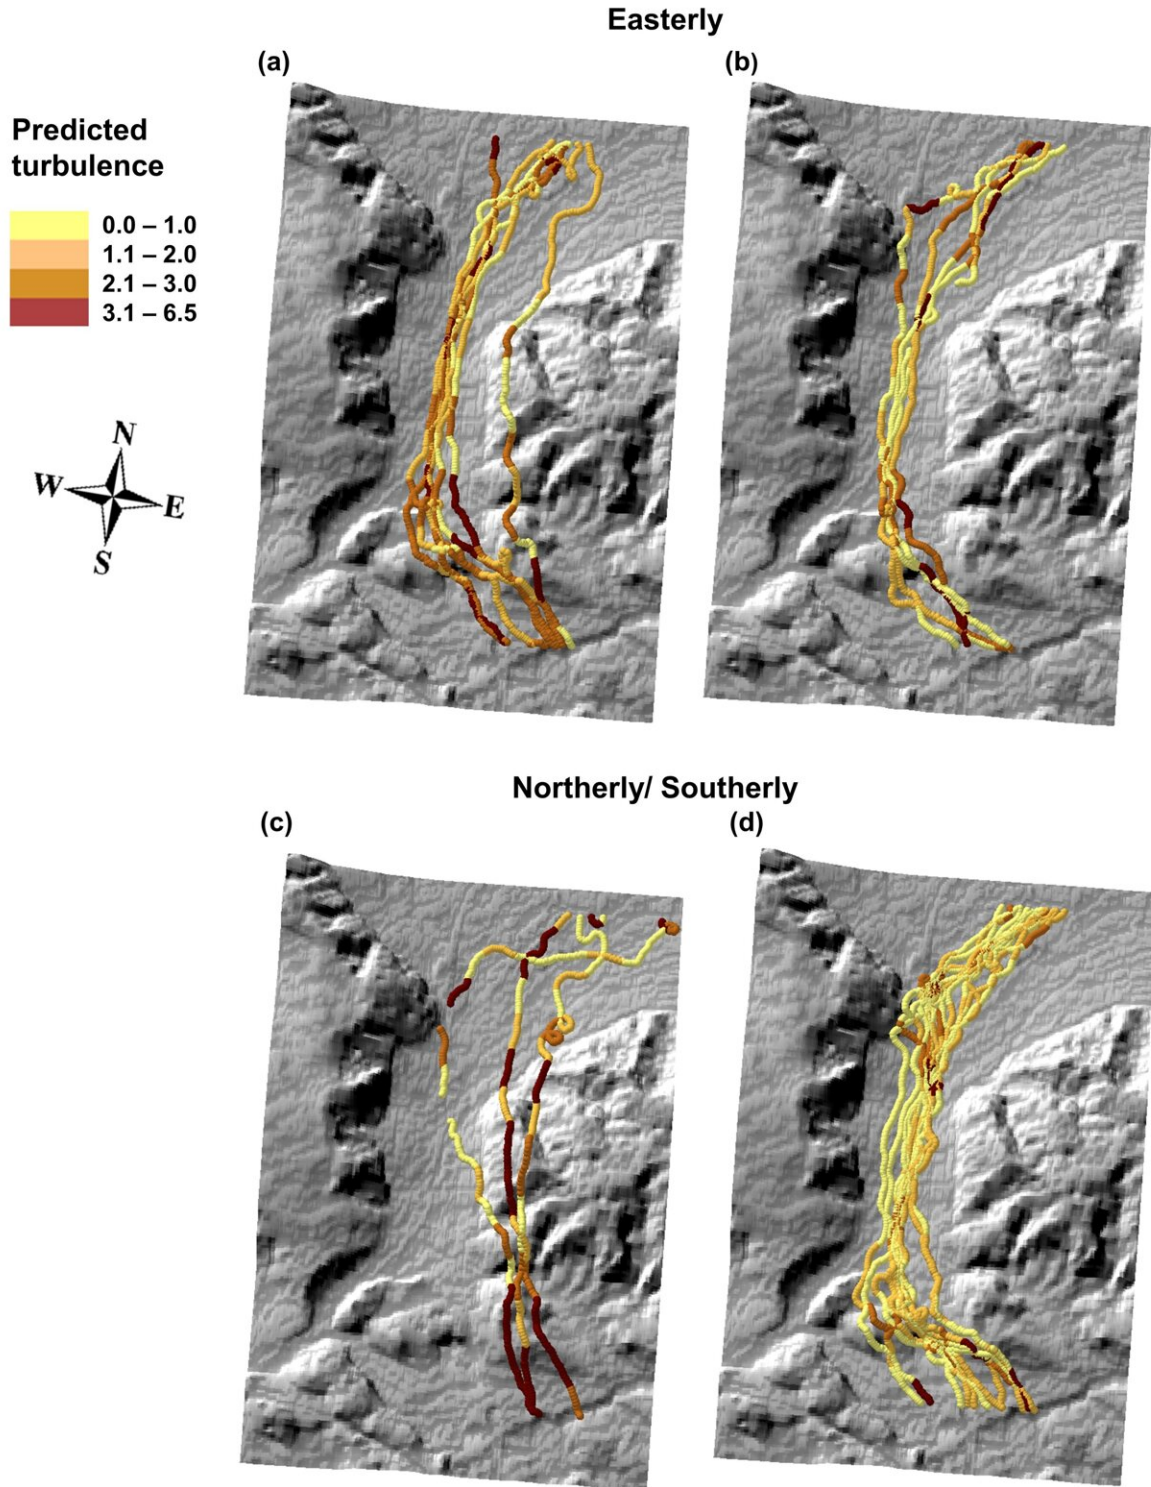 Easterly
(a)
(b)
Predicted
turbulence
0.0 – 1.0
1.1 – 2.0
2.1 – 3.0
3.1 – 6.5
N
W
E
S
Northerly/ Southerly
(c)
(d)